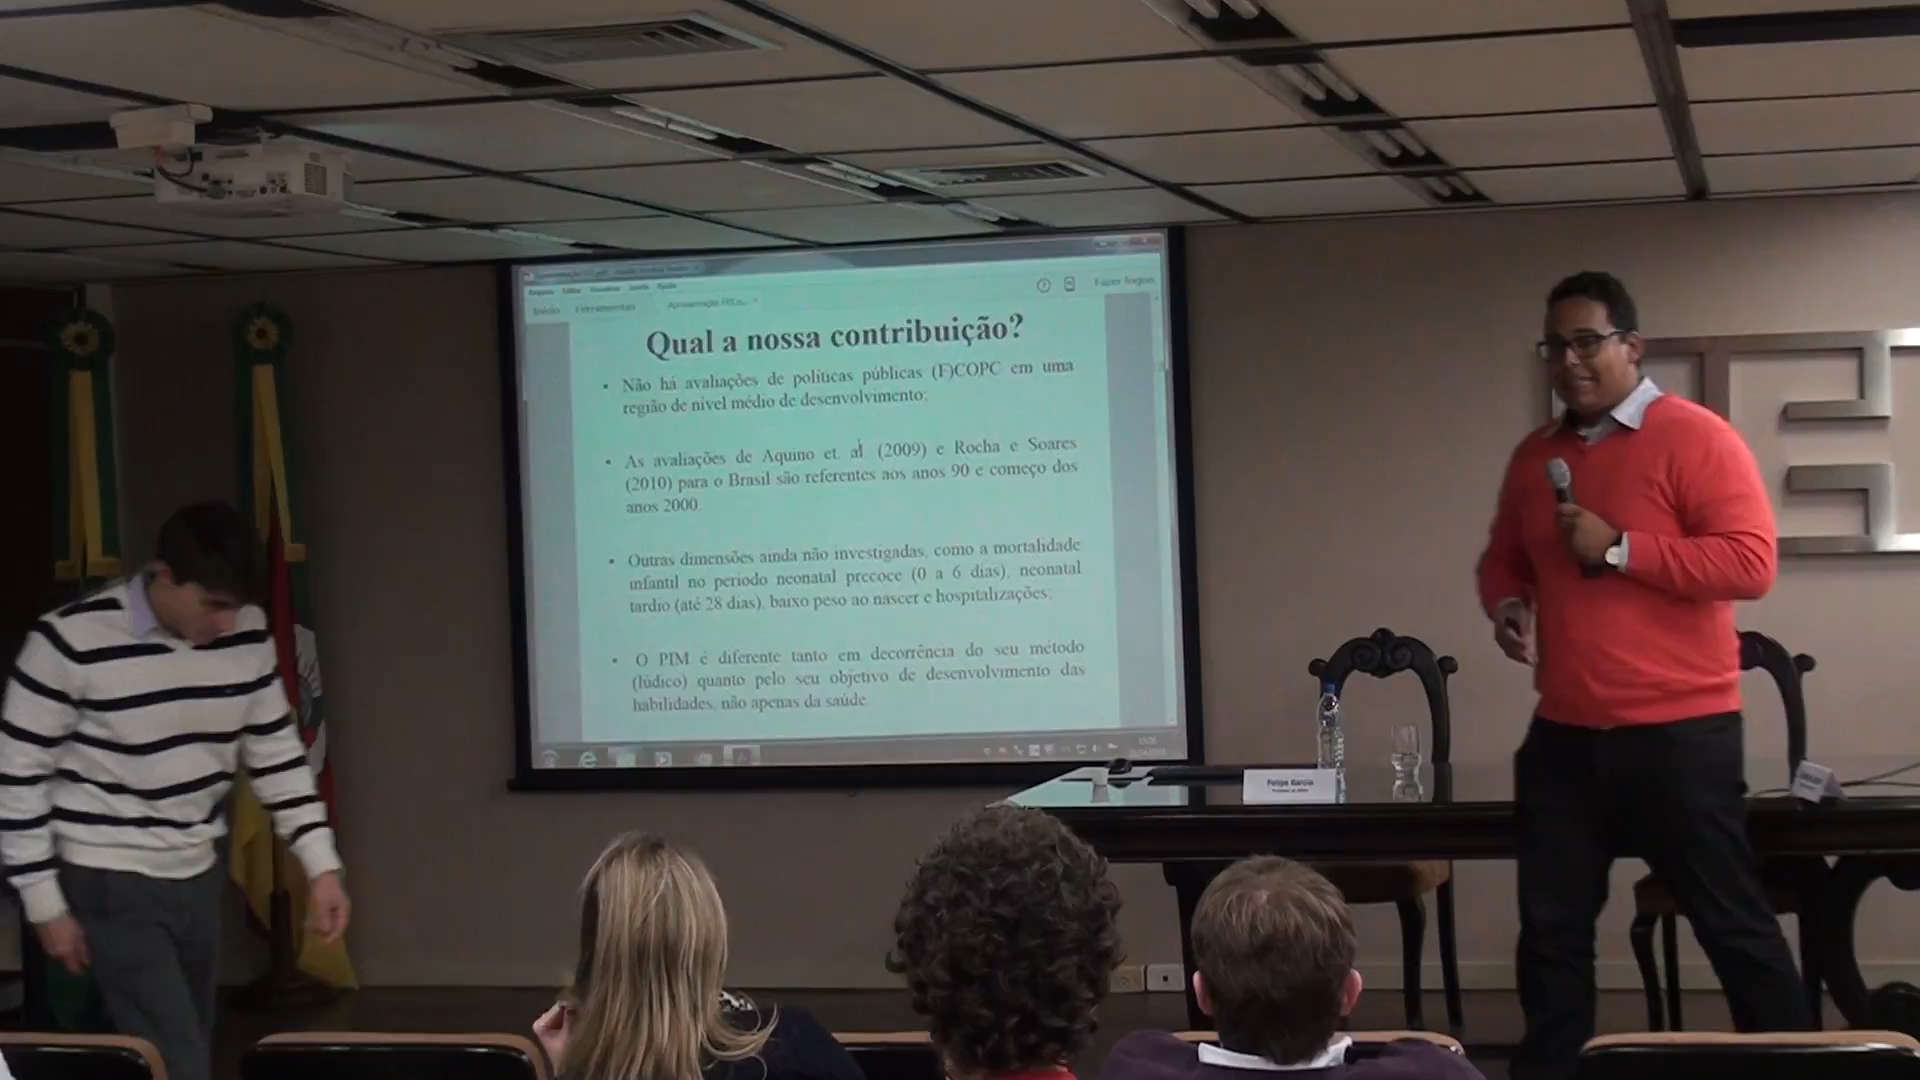 Início Ferramentas Apresentação
Fazer logon
Qual a nossa contribuição?
• Não há avaliações de políticas públicas (F)COPC em uma
região de nível médio de desenvolvimento;
• As avaliações de Aquino et. al (2009) e Rocha e Soares
(2010) para o Brasil são referentes aos anos 90 e começo dos
anos 2000.
• Outras dimensões ainda não investigadas, como a mortalidade
infantil no período neonatal precoce (0 a 6 dias), neonatal
tardio (até 28 dias), baixo peso ao nascer e hospitalizações;
• O PIM é diferente tanto em decorrência do seu método
(lúdico) quanto pelo seu objetivo de desenvolvimento das
habilidades, não apenas da saúde.
Felipe Garcia